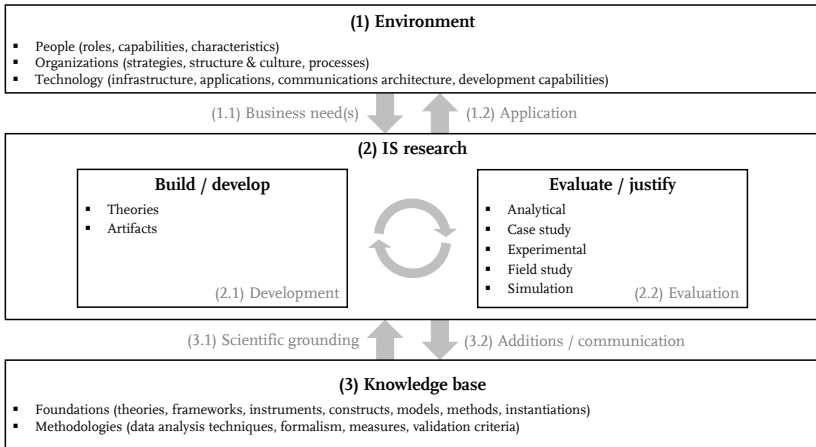 (1) Environment
▪ People (roles, capabilities, characteristics)
▪ Organizations (strategies, structure & culture, processes)
▪ Technology (infrastructure, applications, communications architecture, development capabilities)
(1.1) Business need(s)
(1.2) Application
(2) IS research
Build / develop
▪ Theories
▪ Artifacts
(2.1) Development
Evaluate / justify
▪ Analytical
▪ Case study
▪ Experimental
▪ Field study
▪ Simulation
(2.2) Evaluation
(3.1) Scientific grounding
(3.2) Additions / communication
(3) Knowledge base
▪ Foundations (theories, frameworks, instruments, constructs, models, methods, instantiations)
▪ Methodologies (data analysis techniques, formalism, measures, validation criteria)